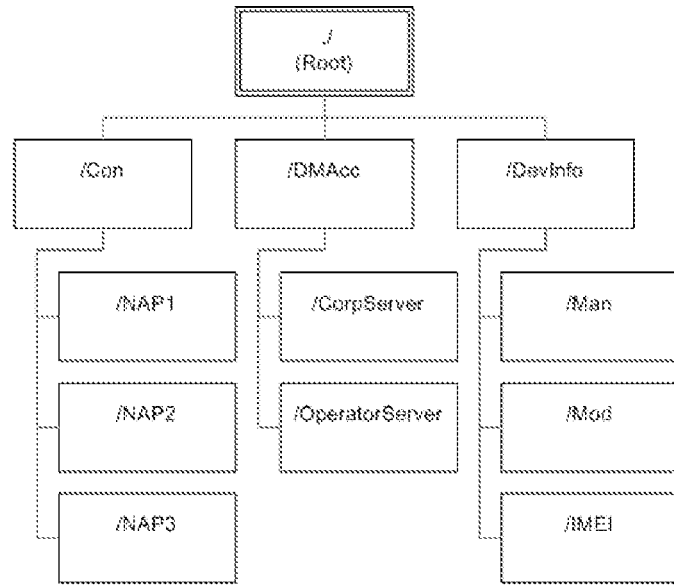 ./
(Root)
/Con
/DMAcc
/DevInfo
/NAP1
/CorpServer
/Man
/NAP2
/OperatorServer
/Mod
/NAP3
/IMEI